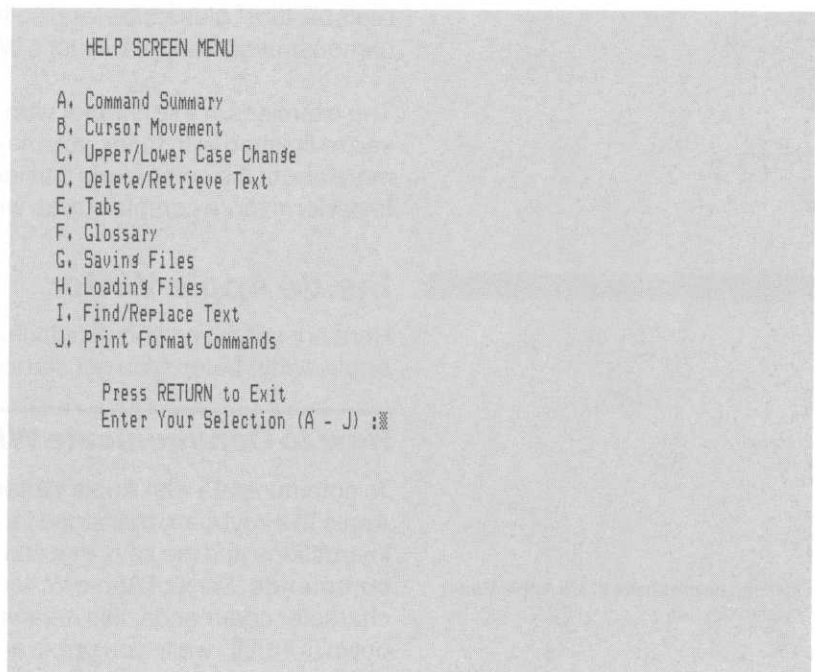 HELP SCREEN MENU
A. Command Summary
B. Cursor Movement
C. Upper/Lower Case Change
D. Delete/Retrieve Text
E. Tabs
F. Glossary
G. Saving Files
H. Loading Files
I. Find/Replace Text
J. Print Format Commands
Press RETURN to Exit
Enter Your Selection (A - J) :